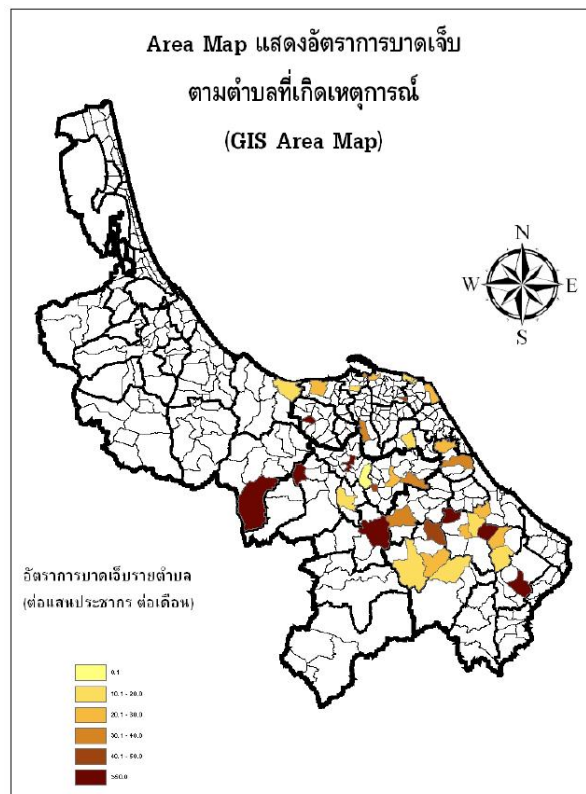 Area Map แสดงอัตราการบาดเจ็บ
ตามตำบลที่เกิดเหตุการณ์
(GIS Area Map)
N
W
E
S
อัตราการบาดเจ็บรายตำบล
(ต่อแสนประชากร ต่อเดือน)
10.1 - 20.0
20.1 - 30.0
30.1 - 40.0
40.1 - 50.0